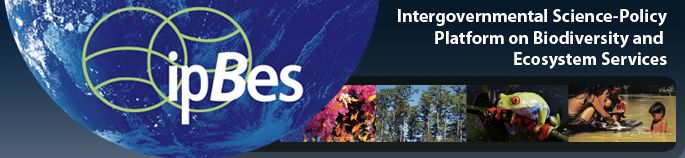 ipBes
Intergovernmental Science-Policy
Platform on Biodiversity and
Ecosystem Services